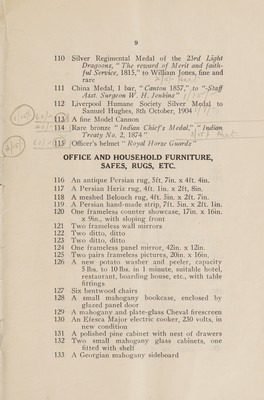 9
110 Silver Regimental Medal of the 23rd Light
Dragoons, "The reward of Merit and faith-
ful Service, 1815," to William Jones, fine and
rare
111 China Medal, 1 bar, "Canton 1857," to "-Staff
Asst. Surgeon W. H. Jenkins"
112 Liverpool Humane Society Silver Medal to
Samuel Hughes, 8th October, 1904
113 A fine Model Cannon
114 Rare bronze "Indian Chief's Medal," "Indian
Treaty No. 2, 1874"
115 Officer's helmet "Royal Horse Guards"
OFFICE AND HOUSEHOLD FURNITURE,
SAFES, RUGS, ETC.
116 An antique Persian rug, 5ft. 7in. x 4ft. 4in.
117 A Persian Heriz rug, 4ft. 1in. x 2ft, 8in.
118 A meshed Belouch rug, 4ft. 5in. x 2ft. 7in.
119 A Persian hand-made strip, 7ft. 5in. x 2ft. 1in.
120 One frameless counter showcase, 17in. x 16in.
x 9in., with sloping front
121 Two frameless wall mirrors
122 Two ditto, ditto
123 Two ditto, ditto
124 One frameless panel mirror, 42in. x 12in.
125 Two pairs frameless pictures, 20in. x 16in.
126 A new potato washer and peeler, capacity
5 lbs. to 10 lbs. in 1 minute, suitable hotel,
restaurant, boarding house, etc., with table
fittings
127 Six bentwood chairs
128 A small mahogany bookcase, enclosed by
glazed panel door
129 A mahogany and plate-glass Cheval firescreen
130 An Efesca Major electric cooker, 230 volts, in
new condition
131 A polished pine cabinet with nest of drawers
132 Two small mahogany glass cabinets, one
fitted with shelf
133 A Georgian mahogany sideboard